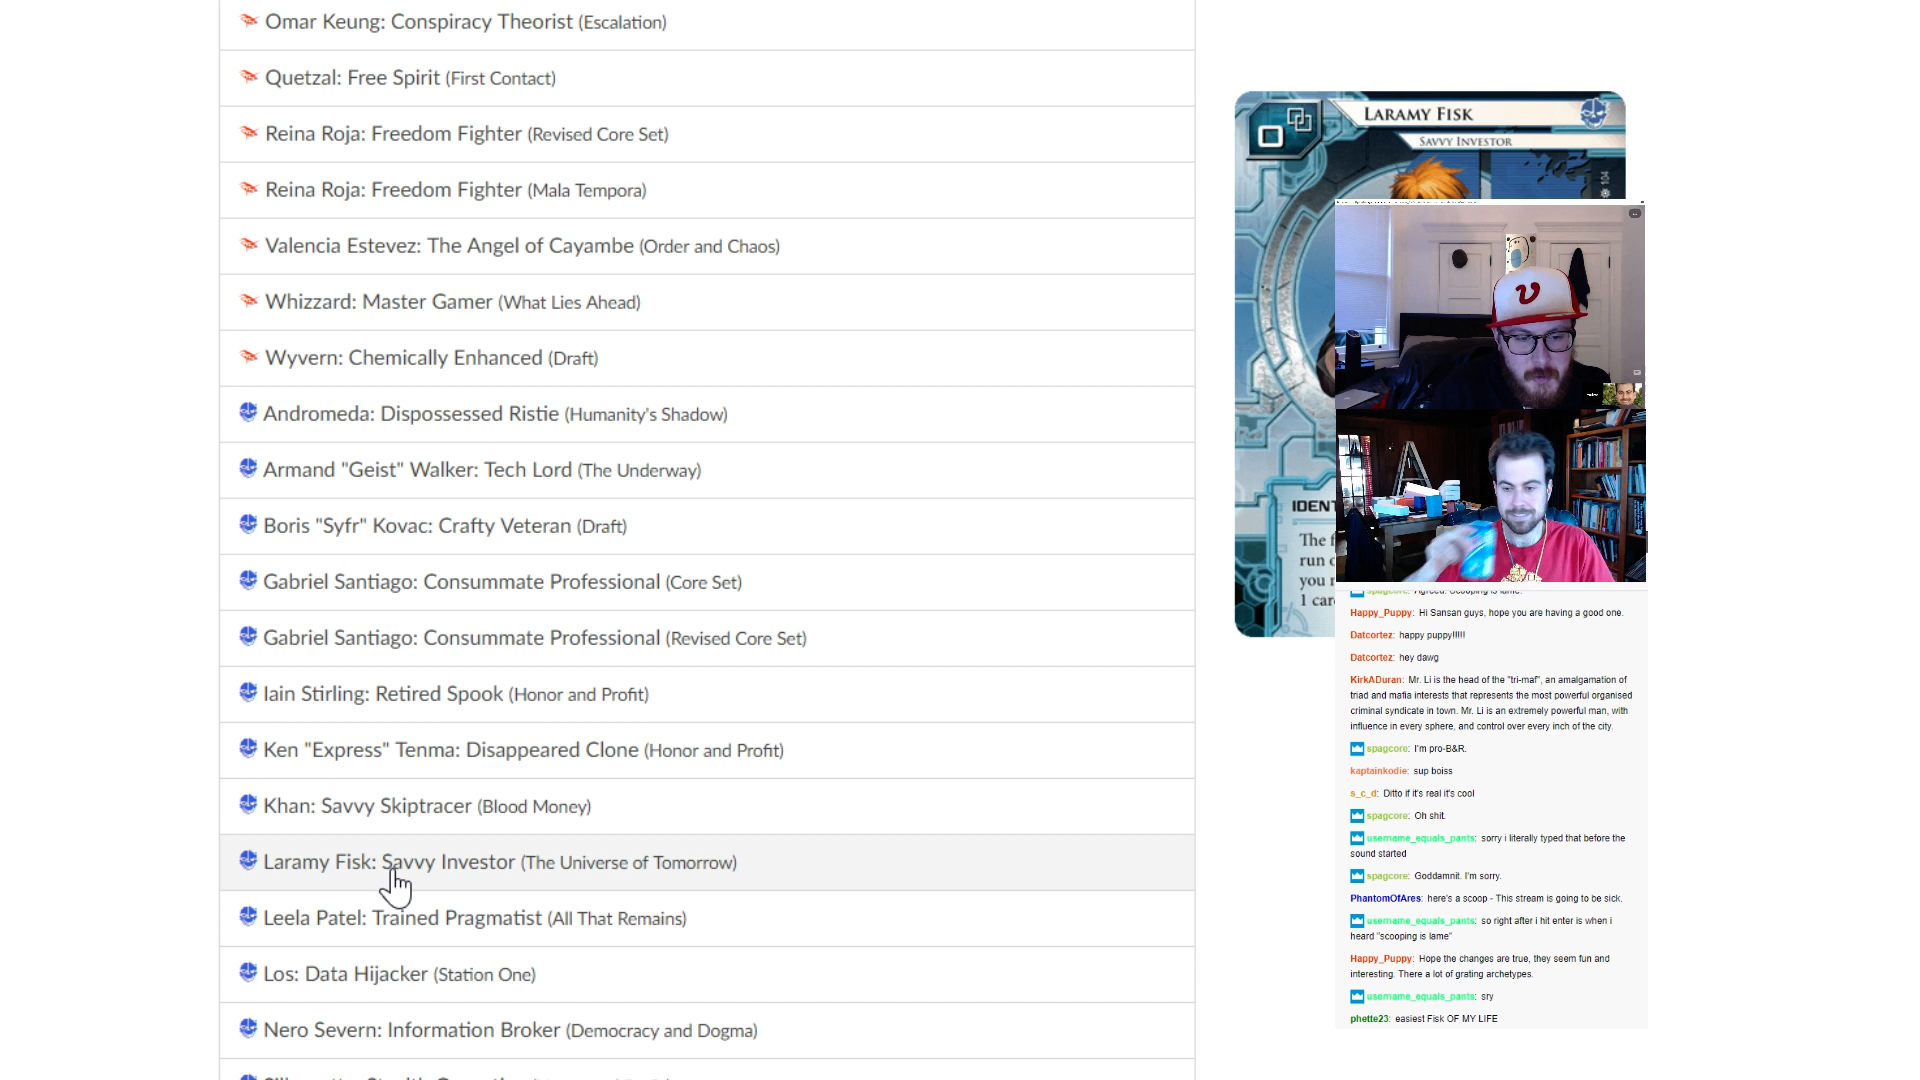 Omar Keung: Conspiracy Theorist (Escalation)
Quetzal: Free Spirit (First Contact)
Reina Roja: Freedom Fighter (Revised Core Set)
Reina Roja: Freedom Fighter (Mala Tempora)
Valencia Estevez: The Angel of Cayambe (Order and Chaos)
Whizzard: Master Gamer (What Lies Ahead)
Wyvern: Chemically Enhanced (Draft)
Andromeda: Dispossessed Ristie (Humanity's Shadow)
Armand "Geist" Walker: Tech Lord (The Underway)
Boris "Syfr" Kovac: Crafty Veteran (Draft)
Gabriel Santiago: Consummate Professional (Core Set)
Gabriel Santiago: Consummate Professional (Revised Core Set)
Iain Stirling: Retired Spook (Honor and Profit)
Ken "Express" Tenma: Disappeared Clone (Honor and Profit)
Khan: Savvy Skiptracer (Blood Money)
Laramy Fisk: Savvy Investor (The Universe of Tomorrow)
Leela Patel: Trained Pragmatist (All That Remains)
Los: Data Hijacker (Station One)
Nero Severn: Information Broker (Democracy and Dogma)
LARAMY FISK
SAVVY INVESTOR
104
IDENT
The f
run o
you
1 car
spagcore: Agreed. Scooping is lame.
Happy_Puppy: Hi Sansan guys, hope you are having a good one.
Datcortez: happy puppy!!!!!
Datcortez: hey dawg
KirkADuran: Mr. Li is the head of the "tri-maf", an amalgamation of
triad and mafia interests that represents the most powerful organised
criminal syndicate in town. Mr. Li is an extremely powerful man, with
influence in every sphere, and control over every inch of the city.
spagcore: I'm pro-B&R.
kaptainkodie: sup boiss
s_c_d: Ditto if it's real it's cool
spagcore: Oh shit.
username_equals_pants: sorry i literally typed that before the
sound started
spagcore: Goddamnit. I'm sorry.
PhantomOfAres: here's a scoop - This stream is going to be sick.
username_equals_pants: so right after i hit enter is when i
heard "scooping is lame"
Happy_Puppy: Hope the changes are true, they seem fun and
interesting. There a lot of grating archetypes.
username_equals_pants: sry
phette23: easiest Fisk OF MY LIFE